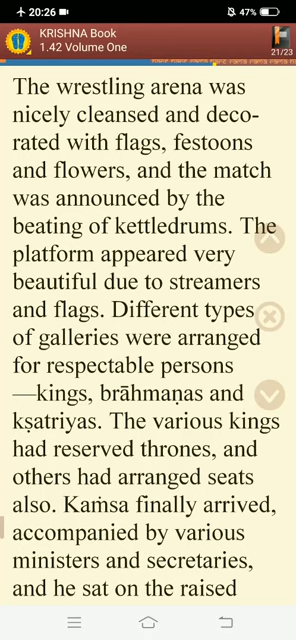 20:26
47%
KRISHNA Book
1.42 Volume One
21/23
The wrestling arena was
nicely cleansed and deco-
rated with flags, festoons
and flowers, and the match
was announced by the
beating of kettledrums. The
platform appeared very
beautiful due to streamers
and flags. Different types
of galleries were arranged
for respectable persons
—kings, brāhmaṇas and
kṣatriyas. The various kings
had reserved thrones, and
others had arranged seats
also. Kaṁsa finally arrived,
accompanied by various
ministers and secretaries,
and he sat on the raised